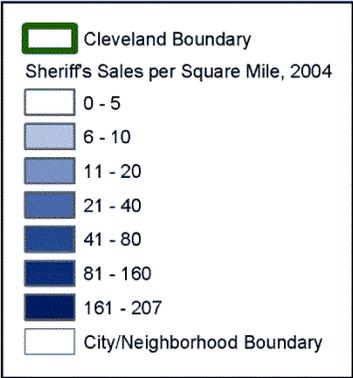 Cleveland Boundary
Sheriff's Sales per Square Mile, 2004
0 - 5
6 - 10
11 - 20
21 - 40
41 - 80
81 - 160
161 - 207
City/Neighborhood Boundary